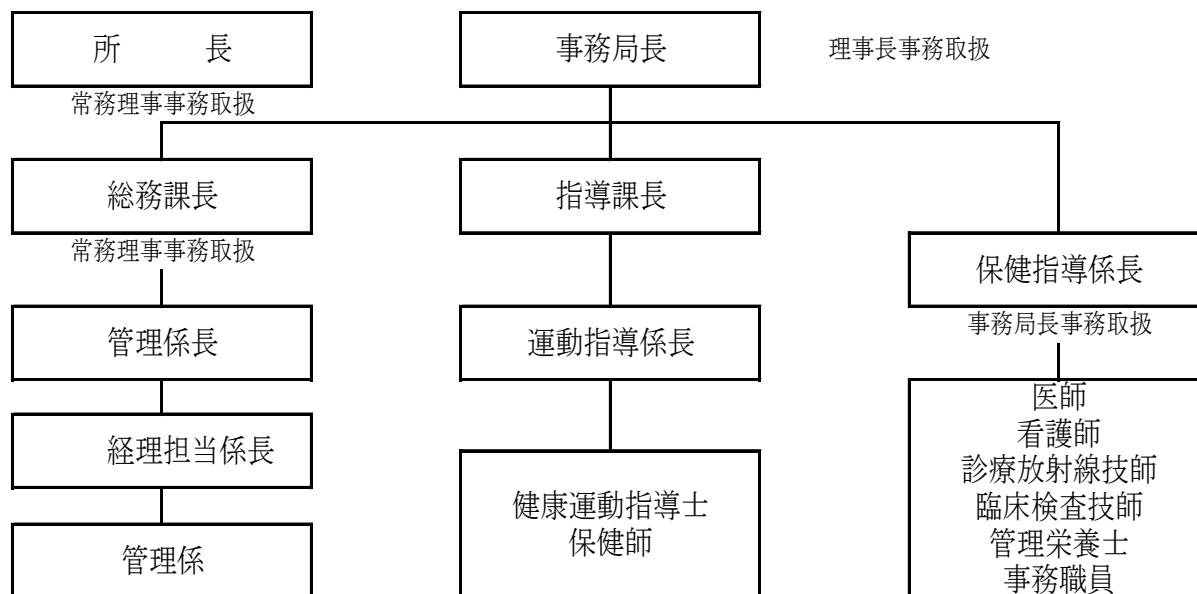 所　　長
事務局長
理事長事務取扱
常務理事事務取扱
総務課長
指導課長
常務理事事務取扱
保健指導係長
管理係長
運動指導係長
事務局長事務取扱
経理担当係長
管理係
健康運動指導士
保健師
医師
看護師
診療放射線技師
臨床検査技師
管理栄養士
事務職員